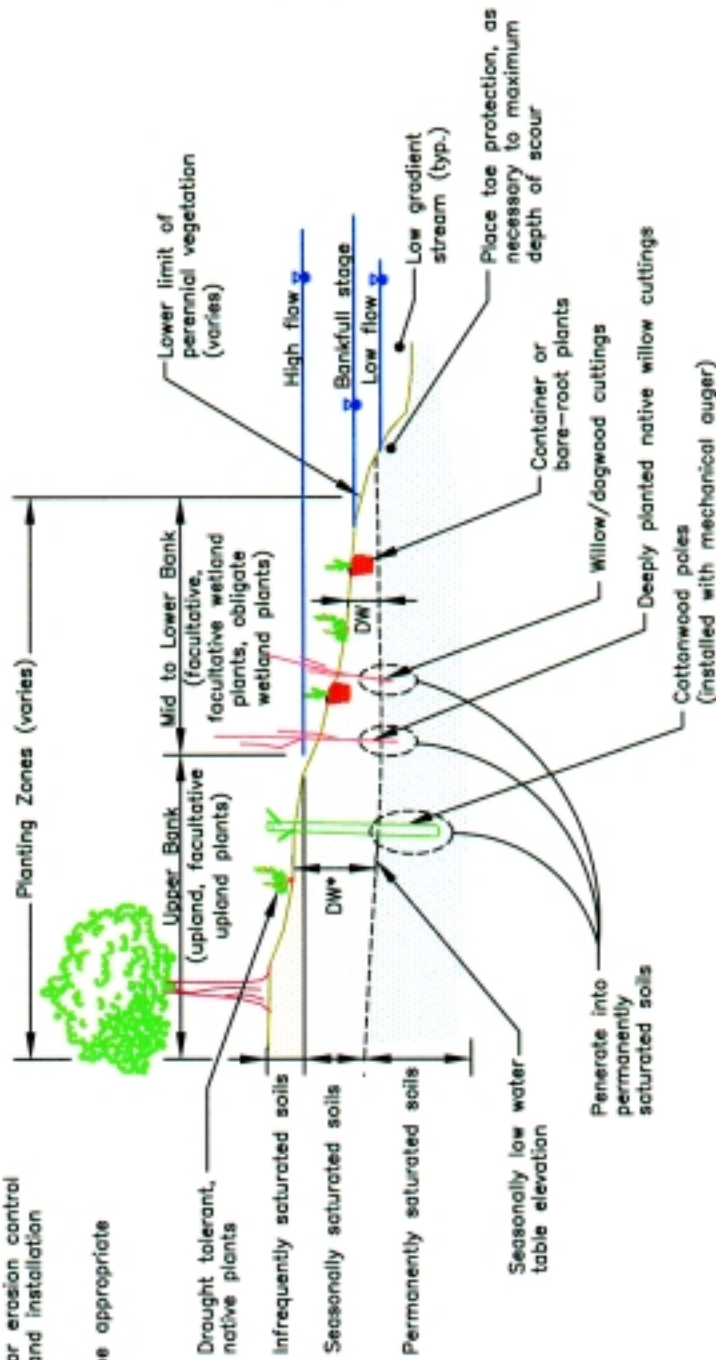 or erosion control
and installation
e appropriate
Planting Zones (varies)
Upper Bank
(upland, facultative
upland plants)
Mid to Lower Bank
(facultative,
facultative wetland
plants, obligate
wetland plants)
Lower limit of
perennial vegetation
(varies)
High flow
Bankfull stage
Low flow
Low gradient
stream (typ.)
Place toe protection, as
necessary to maximum
depth of scour
Container or
bare-root plants
Willow/dogwood cuttings
Deeply planted native willow cuttings
Cottonwood poles
(installed with mechanical auger)
DW
DW*
Drought tolerant,
native plants
Infrequently saturated soils
Seasonally saturated soils
Permanently saturated soils
Seasonally low water
table elevation
Penerate into
permanently
saturated soils